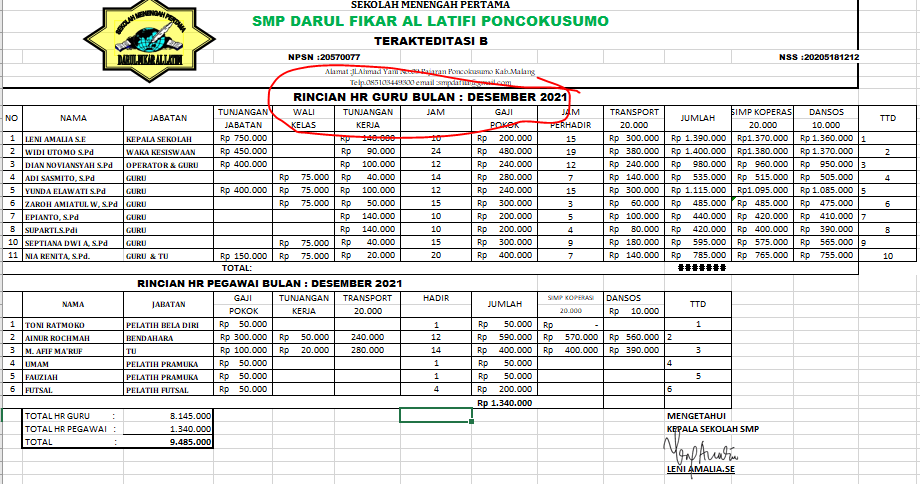 SEKOLAH MENENGAH PERTAMA
SMP DARUL FIKAR AL LATIFI PONCOKUSUMO
TERAKTEDITASI B
SEKOLAH MENENGAH PERTAMA
DARUL FIKAR AL LATIFI
NPSN :20570077 NSS :20205181212
Alamat :Jl.Ahmad Yani Pajaran Poncokusumo Kab.Malang
Telp.085103449300 email :
RINCIAN HR GURU BULAN : DESEMBER 2021
NO NAMA JABATAN TUNJANGAN JABATAN WALI KELAS TUNJANGAN KERJA JAM GAJI POKOK JAM PERHADIR TRANSPORT 20.000 JUMLAH SIMP KOPERAS 20.000 DANSOS 10.000 TTD
1 LENI AMALIA S.E KEPALA SEKOLAH Rp 750.000 Rp 140.000 10 Rp 200.000 15 Rp 300.000 Rp 1.390.000 Rp1.370.000 Rp 1.360.000 1
2 WIDI UTOMO S.Pd WAKA KESISWAAN Rp 450.000 Rp 90.000 24 Rp 480.000 19 Rp 380.000 Rp 1.400.000 Rp1.380.000 Rp 1.370.000 2
3 DIAN NOVIANSYAH S.Pd OPERATOR & GURU Rp 400.000 Rp 100.000 12 Rp 240.000 12 Rp 240.000 Rp 980.000 Rp 960.000 Rp 950.000 3
4 ADI SASMITO, S.Pd GURU Rp 75.000 Rp 40.000 14 Rp 280.000 7 Rp 140.000 Rp 535.000 Rp 515.000 Rp 505.000 4
5 YUNDA ELAWATI S.Pd GURU Rp 400.000 Rp 75.000 Rp 100.000 12 Rp 240.000 15 Rp 300.000 Rp 1.115.000 Rp1.095.000 Rp 1.085.000 5
6 ZAROH AMIATUL W, S.Pd GURU Rp 75.000 Rp 50.000 15 Rp 300.000 3 Rp 60.000 Rp 485.000 Rp 485.000 Rp 475.000 6
7 EPIANTO, S.Pd GURU Rp 140.000 10 Rp 200.000 5 Rp 100.000 Rp 440.000 Rp 420.000 Rp 410.000 7
8 SUPARTI.S.Pdi GURU Rp 140.000 10 Rp 200.000 4 Rp 80.000 Rp 420.000 Rp 400.000 Rp 390.000 8
10 SEPTIANA DWI A, S.Pd GURU Rp 75.000 Rp 40.000 15 Rp 300.000 9 Rp 180.000 Rp 595.000 Rp 575.000 Rp 565.000 9
11 NIA RENITA, S.Pd. GURU & TU Rp 150.000 Rp 75.000 Rp 20.000 20 Rp 400.000 7 Rp 140.000 Rp 785.000 Rp 765.000 Rp 755.000 10
TOTAL: #######
RINCIAN HR PEGAWAI BULAN : DESEMBER 2021
NAMA JABATAN GAJI POKOK TUNJANGAN KERJA TRANSPORT 20.000 HADIR JUMLAH SIMP KOPERASI 20.000 DANSOS Rp 10.000 TTD
1 TONI RATMOKO PELATIH BELA DIRI Rp 50.000 1 Rp 50.000 Rp - 1
2 AINUR ROCHMAH BENDAHARA Rp 300.000 Rp 50.000 240.000 12 Rp 590.000 Rp 570.000 Rp 560.000 2
3 M. AFIF MA'RUF TU Rp 100.000 Rp 20.000 280.000 14 Rp 400.000 Rp 400.000 Rp 390.000 3
4 UMAM PELATIH PRAMUKA Rp 50.000 1 Rp 50.000 4
5 FAUZIAH PELATIH PRAMUKA Rp 50.000 1 Rp 50.000 5
6 FUTSAL PELATIH FUTSAL Rp 50.000 4 Rp 200.000 6
Rp 1.340.000
TOTAL HR GURU : 8.145.000
TOTAL HR PEGAWAI : 1.340.000
TOTAL : 9.485.000
MENGETAHUI
KEPALA SEKOLAH SMP
LENI AMALIA.SE